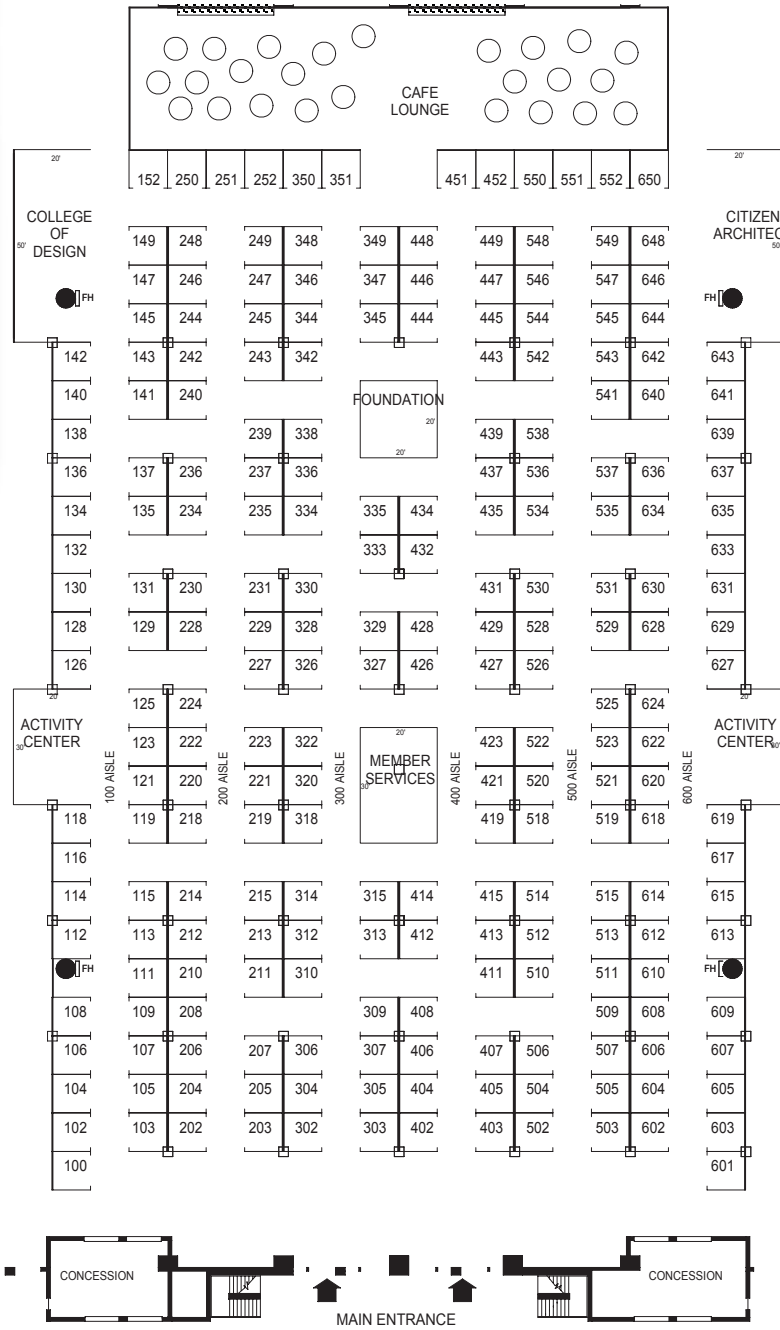 CAFE
LOUNGE
20'
152 250 251 252 350 351 451 452 550 551 552 650
20'
COLLEGE
OF
DESIGN
50'
CITIZEN
ARCHITEC
50'
149 248 249 348 349 448 449 548 549 648
147 246 247 346 347 446 447 546 547 646
FH FH
145 244 245 344 345 444 445 544 545 644
142 143 242 243 342 443 542 543 642 643
140 141 240 FOUNDATION 541 640 641
20'
138 239 338 439 538 639
20'
136 137 236 237 336 437 536 537 636 637
134 135 234 235 334 335 434 435 534 535 634 635
132 333 432 633
130 131 230 231 330 431 530 531 630 631
128 129 228 229 328 329 428 429 528 529 628 629
126 227 326 327 426 427 526 627
20' 20'
125 224 525 624
ACTIVITY
CENTER
30'
123 222 223 322 20' 423 522 523 622
ACTIVITY
CENTER
30'
100 AISLE 200 AISLE 300 AISLE 400 AISLE 500 AISLE 600 AISLE
MEMBER
SERVICES
30'
121 220 221 320 421 520 521 620
118 119 218 219 318 419 518 519 618 619
116 617
114 115 214 215 314 315 414 415 514 515 614 615
112 113 212 213 312 313 412 413 512 513 612 613
FH 111 210 211 310 411 510 511 610 FH
108 109 208 309 408 509 608 609
106 107 206 207 306 307 406 407 506 507 606 607
104 105 204 205 304 305 404 405 504 505 604 605
102 103 202 203 302 303 402 403 502 503 602 603
100 601
CONCESSION CONCESSION
MAIN ENTRANCE